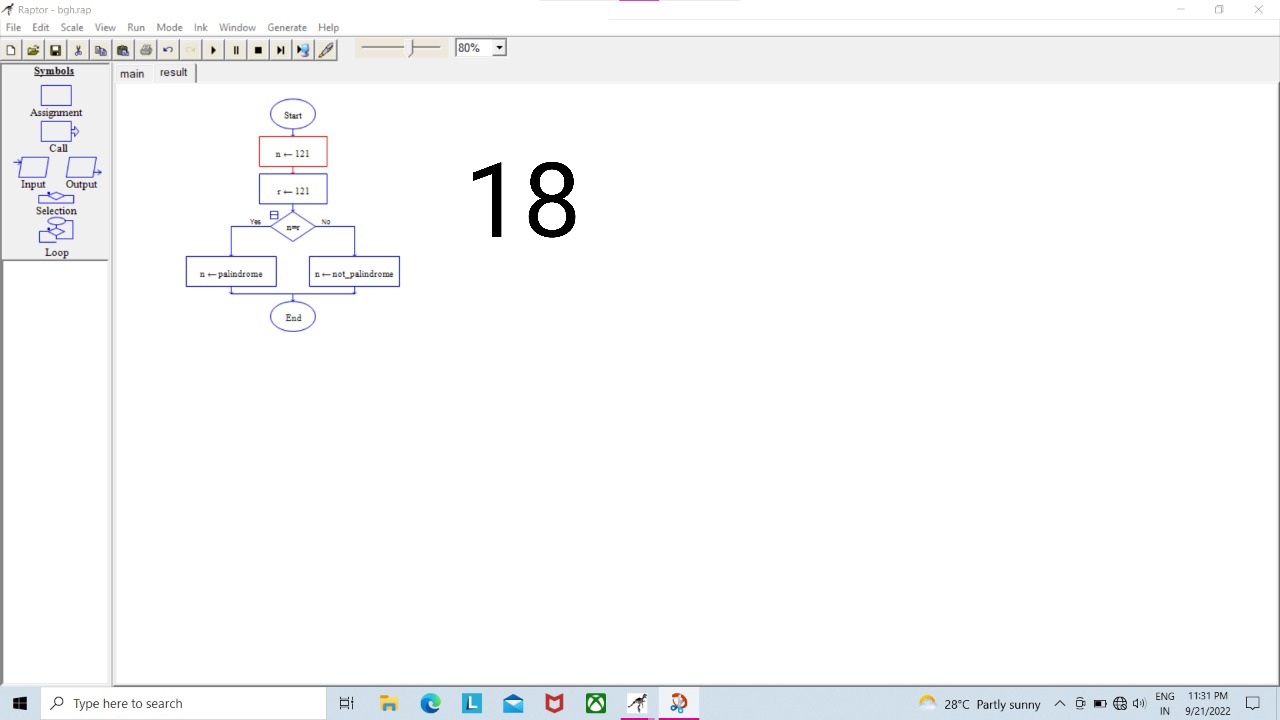 Raptor - bgh.rap
File Edit Scale View Run Mode Ink Window Generate Help
80%
Symbols
Assignment
Call
Input Output
Selection
Loop
main result
Start
n ← 121
r ← 121
Yes n=r No
n ← palindrome n ← not_palindrome
End
18
Type here to search
28°C Partly sunny
ENG
IN
11:31 PM
9/21/2022